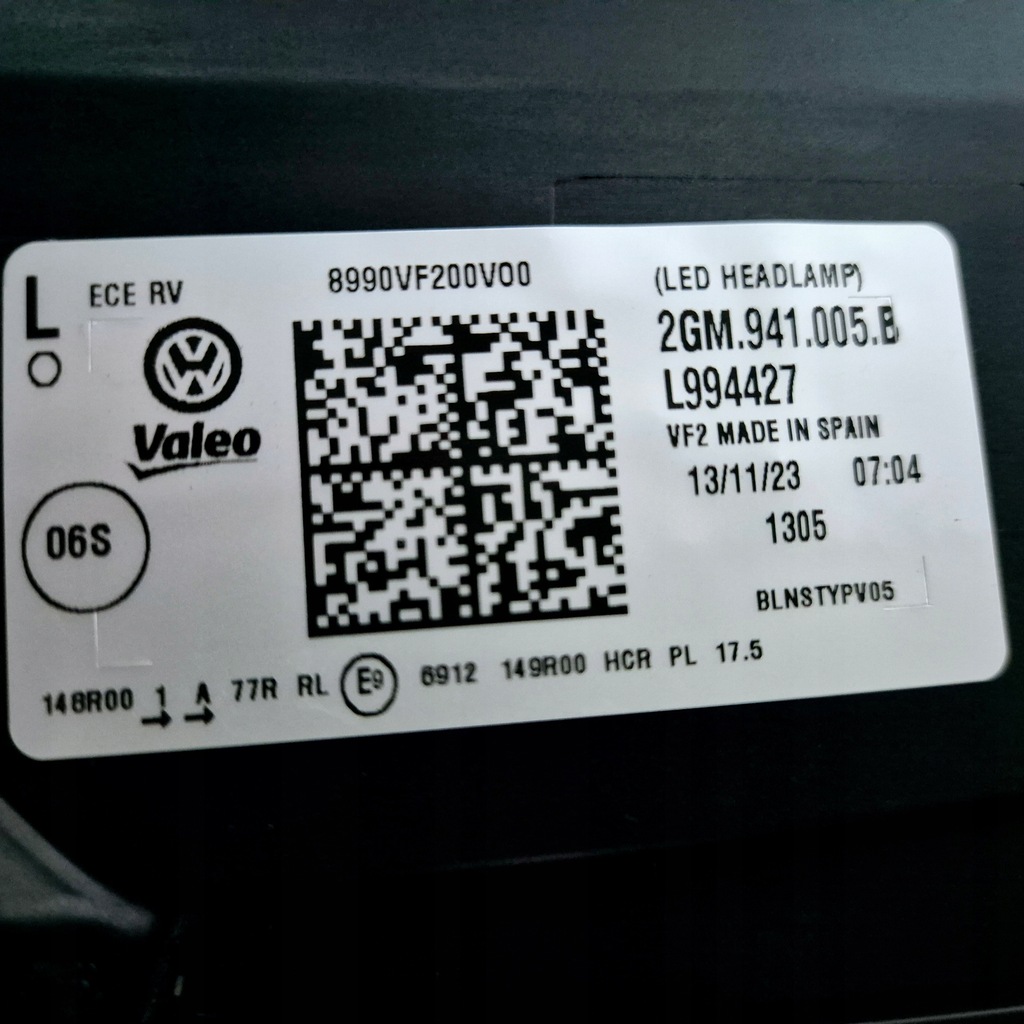 L
O
ECE RV
Valeo
06S
8990VF200V00
(LED HEADLAMP)
2GM.941.005.B
L994427
VF2 MADE IN SPAIN
13/11/23 07:04
1305
BLNSTYPV05
148R00 1 A 77R RL E9 6912 149R00 HCR PL 17.5